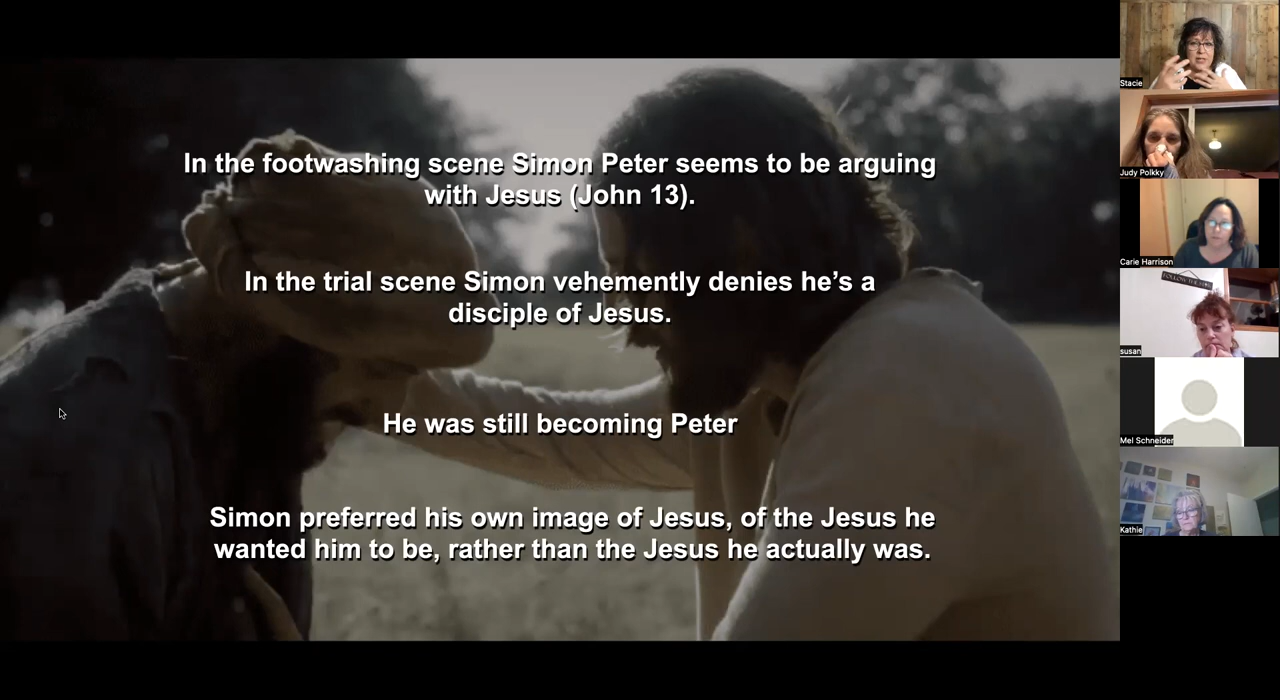 In the footwashing scene Simon Peter seems to be arguing
with Jesus (John 13).
In the trial scene Simon vehemently denies he’s a
disciple of Jesus.
He was still becoming Peter
Simon preferred his own image of Jesus, of the Jesus he
wanted him to be, rather than the Jesus he actually was.
Stacie
Judy Polkky
Carie Harrison
FOLLOW THE
susan
Mel Schneider
Kathie